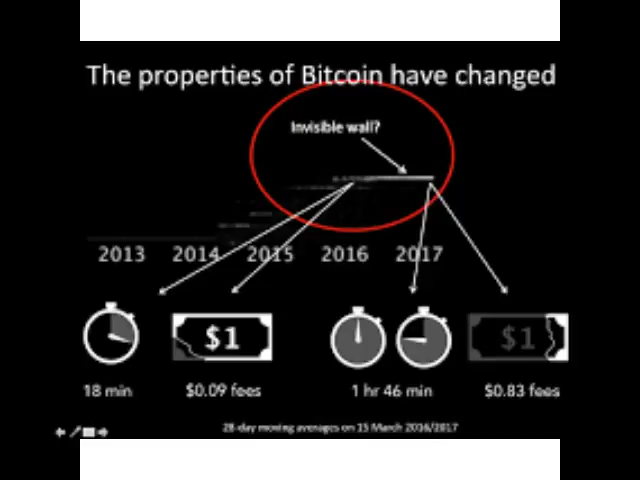 The properties of Bitcoin have changed
Invisible wall?
2013 2014 2015 2016 2017
$1 $1
18 min $0.09 fees 1 hr 46 min $0.83 fees
28-day moving averages on 15 March 2016/2017